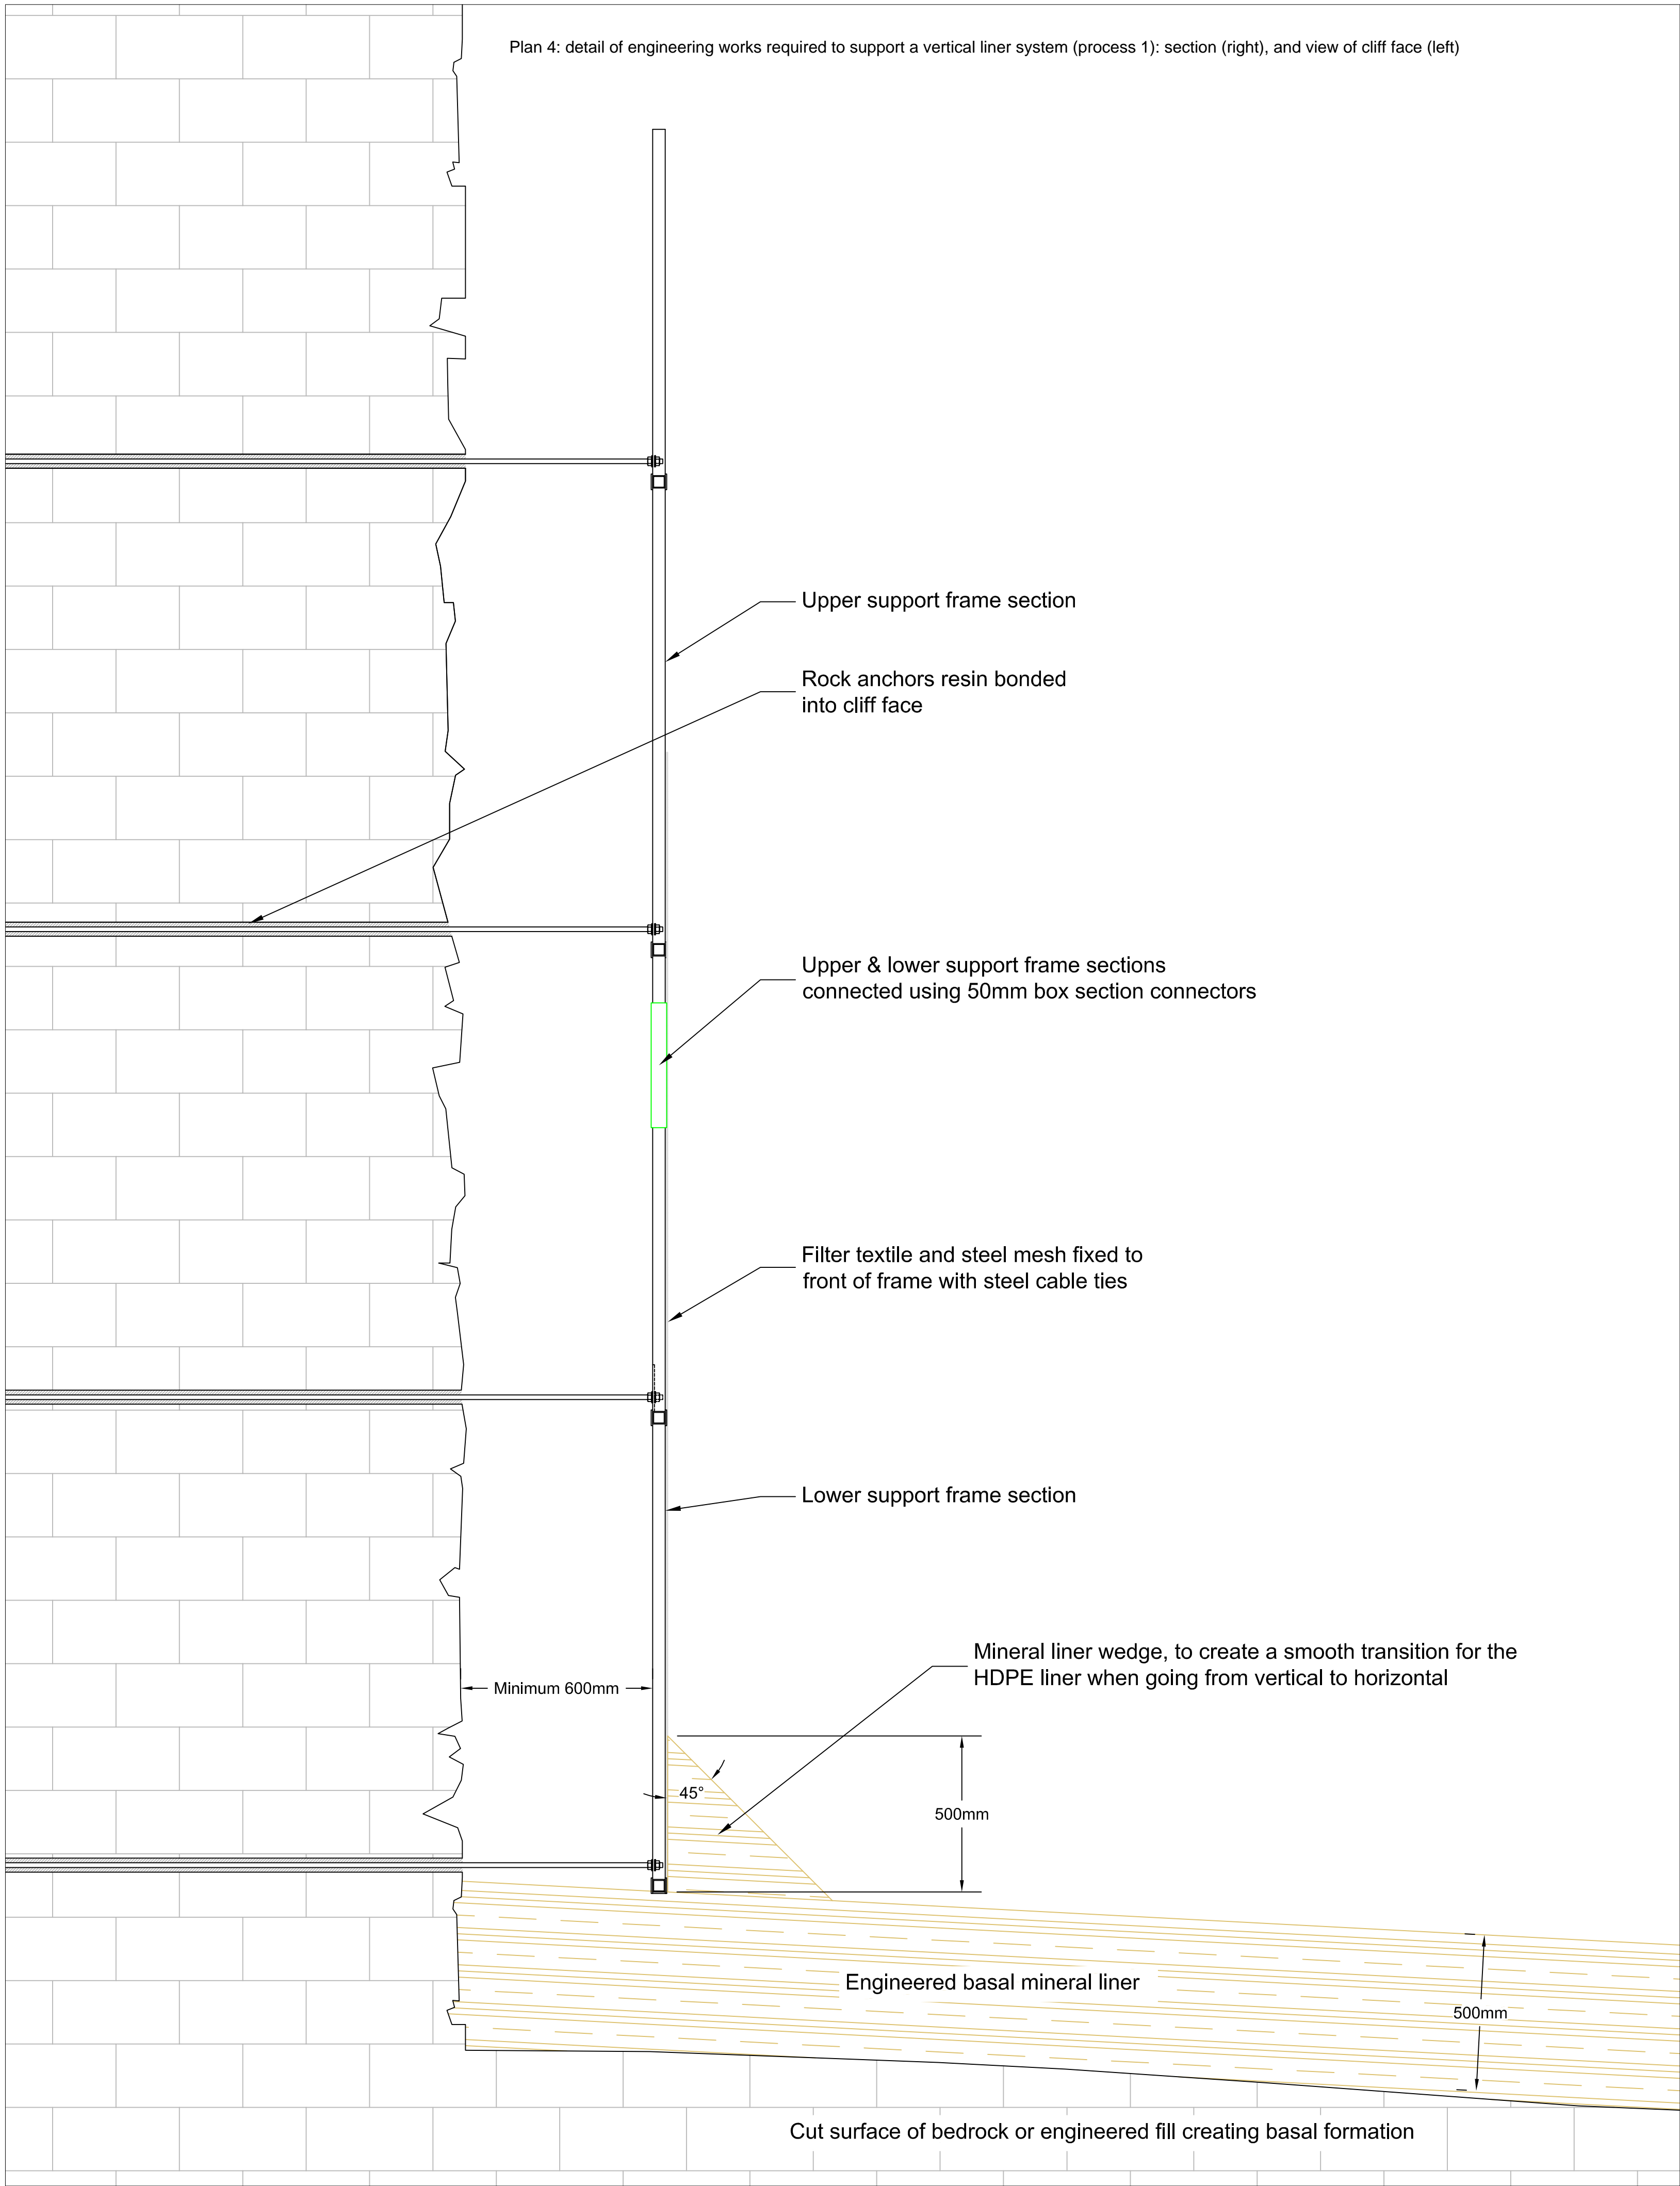 Plan 4: detail of engineering works required to support a vertical liner system (process 1): section (right), and view of cliff face (left)
Upper support frame section
Rock anchors resin bonded
into cliff face
Upper & lower support frame sections
connected using 50mm box section connectors
Filter textile and steel mesh fixed to
front of frame with steel cable ties
Lower support frame section
Mineral liner wedge, to create a smooth transition for the
HDPE liner when going from vertical to horizontal
Minimum 600mm
45°
500mm
Engineered basal mineral liner
500mm
Cut surface of bedrock or engineered fill creating basal formation